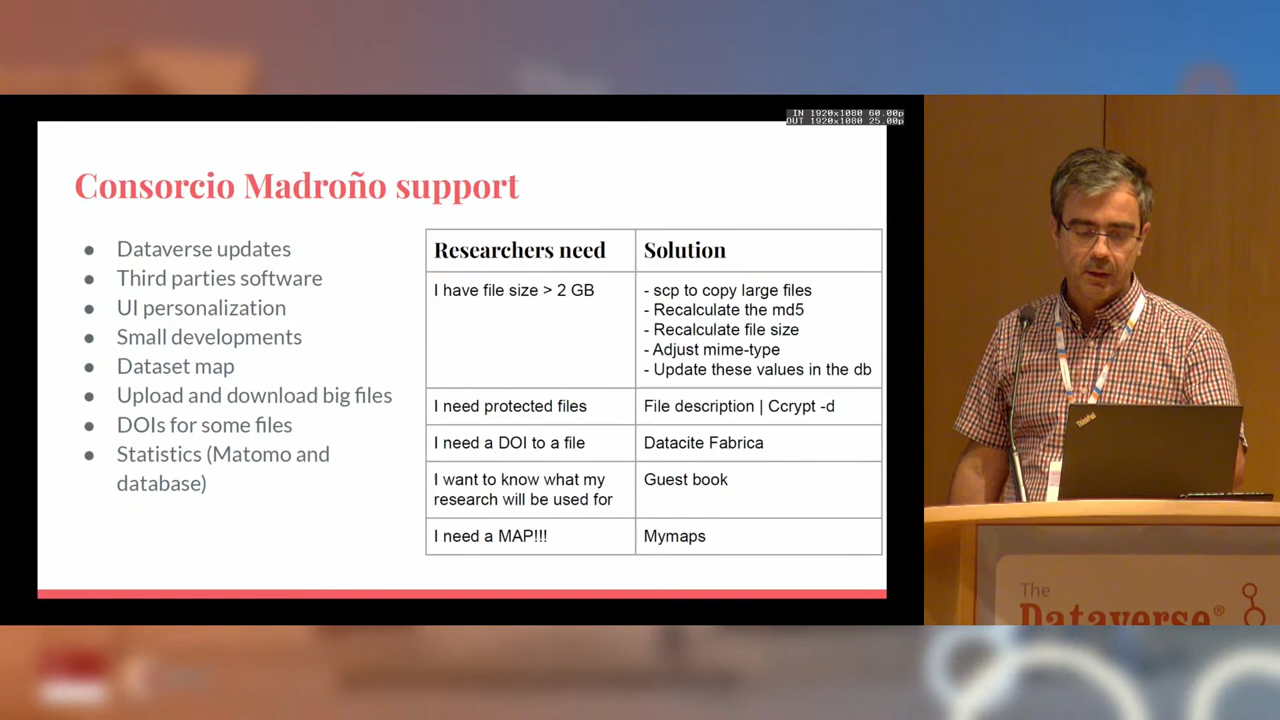 IN 1920x1080 60.00p
OUT 1920x1080 25.00p
Consorcio Madroño support
● Dataverse updates
● Third parties software
● UI personalization
● Small developments
● Dataset map
● Upload and download big files
● DOIs for some files
● Statistics (Matomo and
database)
Researchers need Solution
I have file size > 2 GB
- scp to copy large files
- Recalculate the md5
- Recalculate file size
- Adjust mime-type
- Update these values in the db
I need protected files File description | Ccrypt -d
I need a DOI to a file Datacite Fabrica
I want to know what my
research will be used for
Guest book
I need a MAP!!! Mymaps
ThinkPad
The
Dataverse®